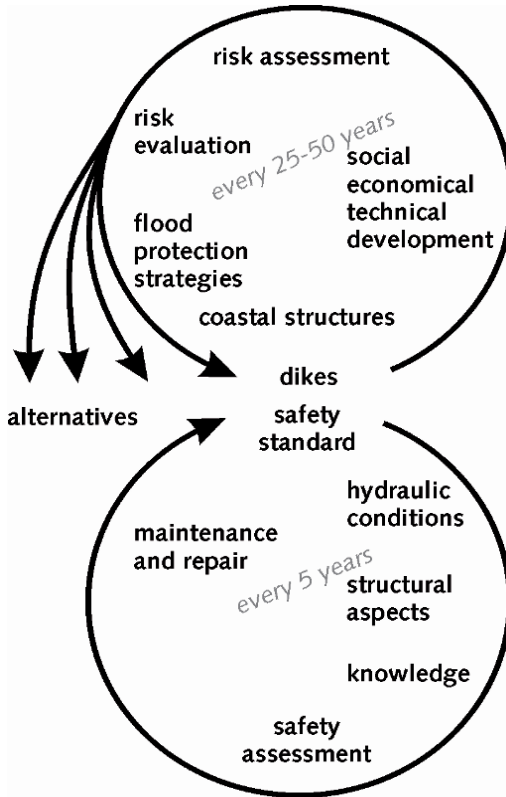 risk assessment
risk
evaluation
every 25-50 years
social
economical
technical
development
flood
protection
strategies
coastal structures
dikes
alternatives
safety
standard
hydraulic
conditions
maintenance
and repair
every 5 years
structural
aspects
knowledge
safety
assessment